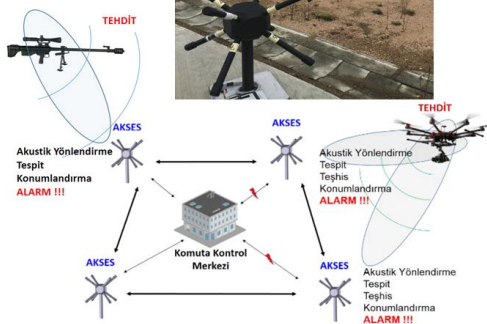 TEHDİT
TEHDİT
AKSES
AKSES
Akustik Yönlendirme
Tespit
Konumlandırma
ALARM !!!
Akustik Yönlendirme
Tespit
Teşhis
Konumlandırma
ALARM !!!
Komuta Kontrol
Merkezi
AKSES
AKSES
Akustik Yönlendirme
Tespit
Teşhis
Konumlandırma
ALARM !!!